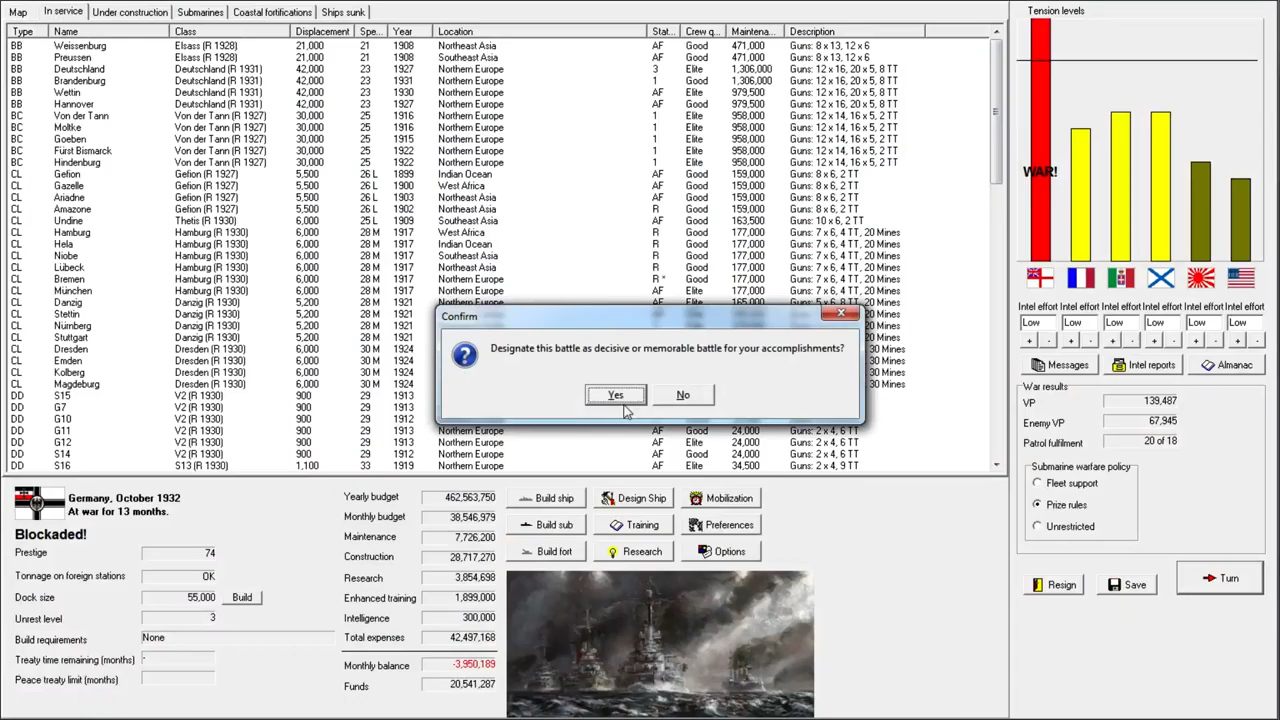 Map In service Under construction Submarines Coastal fortifications Ships sunk
Type Name Class Displacement Spe... Year Location Stat... Crew q... Maintena... Description
BB Weissenburg Elsass (R 1928) 21,000 21 1908 Northeast Asia AF Good 471,000 Guns: 8 x 13, 12 x 6
BB Preussen Elsass (R 1928) 21,000 21 1908 Southeast Asia AF Good 471,000 Guns: 8 x 13, 12 x 6
BB Deutschland Deutschland (R 1931) 42,000 23 1927 Northern Europe 3 Elite 1,306,000 Guns: 12 x 16, 20 x 5, 8 TT
BB Brandenburg Deutschland (R 1931) 42,000 23 1927 Northern Europe 1 Good 1,306,000 Guns: 12 x 16, 20 x 5, 8 TT
BB Wettin Deutschland (R 1931) 42,000 23 1930 Northern Europe AF Elite 979,500 Guns: 12 x 16, 20 x 5, 8 TT
BB Hannover Deutschland (R 1931) 42,000 23 1927 Northern Europe AF Good 979,500 Guns: 12 x 16, 20 x 5, 8 TT
BC Von der Tann Von der Tann (R 1927) 30,000 25 1916 Northern Europe 1 Good 958,000 Guns: 12 x 14, 16 x 5, 2 TT
BC Moltke Von der Tann (R 1927) 30,000 25 1916 Northern Europe 1 Elite 958,000 Guns: 12 x 14, 16 x 5, 2 TT
BC Goeben Von der Tann (R 1927) 30,000 25 1915 Northern Europe 1 Good 958,000 Guns: 12 x 14, 16 x 5, 2 TT
BC Fürst Bismarck Von der Tann (R 1927) 30,000 25 1922 Northern Europe 1 Elite 958,000 Guns: 12 x 14, 16 x 5, 2 TT
BC Hindenburg Von der Tann (R 1927) 30,000 25 1922 Northern Europe 1 Elite 958,000 Guns: 12 x 14, 16 x 5, 2 TT
CL Gefion Gefion (R 1927) 5,500 26 L 1899 Indian Ocean AF Good 159,000 Guns: 8 x 6, 2 TT
CL Gazelle Gefion (R 1927) 5,500 26 L 1900 West Africa AF Good 159,000 Guns: 8 x 6, 2 TT
CL Ariadne Gefion (R 1927) 5,500 26 L 1903 Northeast Asia AF Good 159,000 Guns: 8 x 6, 2 TT
CL Amazone Gefion (R 1927) 5,500 26 L 1902 Northeast Asia R Good 159,000 Guns: 8 x 6, 2 TT
CL Undine Thetis (R 1930) 6,000 25 L 1909 Southeast Asia AF Good 163,500 Guns: 10 x 6, 2 TT
CL Hamburg Hamburg (R 1930) 6,000 28 M 1917 West Africa R Good 177,000 Guns: 7 x 6, 4 TT, 20 Mines
CL Hela Hamburg (R 1930) 6,000 28 M 1917 Indian Ocean R Good 177,000 Guns: 7 x 6, 4 TT, 20 Mines
CL Niobe Hamburg (R 1930) 6,000 28 M 1917 Southeast Asia R Good 177,000 Guns: 7 x 6, 4 TT, 20 Mines
CL Lübeck Hamburg (R 1930) 6,000 28 M 1917 Northeast Asia R Good 177,000 Guns: 7 x 6, 4 TT, 20 Mines
CL Bremen Hamburg (R 1930) 6,000 28 M 1917 Northern Europe R * Good 177,000 Guns: 7 x 6, 4 TT, 20 Mines
CL München Hamburg (R 1930) 6,000 28 M 1917 Northern Europe AF Elite 177,000 Guns: 7 x 6, 4 TT, 20 Mines
CL Danzig Danzig (R 1930) 5,200 28 M 1921 Northern Europe AF Elite 165,000 Guns: 5 x 6, 8 TT, 30 Mines
CL Stettin Danzig (R 1930) 5,200 28 M 1921 30 Mines
CL Nürnberg Danzig (R 1930) 5,200 28 M 1921 30 Mines
CL Stuttgart Danzig (R 1930) 5,200 28 M 1921 30 Mines
CL Dresden Dresden (R 1930) 6,000 28 M 1924 30 Mines
CL Emden Dresden (R 1930) 6,000 28 M 1924 30 Mines
CL Kolberg Dresden (R 1930) 6,000 28 M 1924 30 Mines
CL Magdeburg Dresden (R 1930) 6,000 28 M 1924 30 Mines
DD S15 V2 (R 1930) 900 29 1913
DD G7 V2 (R 1930) 900 29 1913
DD G10 V2 (R 1930) 900 29 1913
DD G11 V2 (R 1930) 900 29 1913 Northern Europe AF Good 24,000 Guns: 2 x 4, 6 TT
DD G12 V2 (R 1930) 900 29 1913 Northern Europe AF Elite 24,000 Guns: 2 x 4, 6 TT
DD S14 V2 (R 1930) 900 29 1913 Northern Europe AF Good 24,000 Guns: 2 x 4, 6 TT
DD S16 S13 (R 1930) 1,100 33 1919 Northern Europe AF Elite 34,500 Guns: 2 x 4, 9 TT
Confirm
Designate this battle as decisive or memorable battle for your accomplishments?
Yes No
Tension levels
WAR!
Intel effort Intel effort Intel effort Intel effort Intel effort Intel effort
Low Low Low Low Low Low
+ - + - + - + - + - + -
Messages Intel reports Almanac
War results
VP 139,487
Enemy VP 67,945
Patrol fulfilment 20 of 18
Submarine warfare policy
Fleet support
Prize rules
Unrestricted
Resign Save Turn
Germany, October 1932
At war for 13 months.
Blockaded!
Prestige 74
Tonnage on foreign stations OK
Dock size 55,000 Build
Unrest level 3
Build requirements None
Treaty time remaining (months) -
Peace treaty limit (months)
Yearly budget 462,563,750
Monthly budget 38,546,979
Maintenance 7,726,200
Construction 28,717,270
Research 3,854,698
Enhanced training 1,899,000
Intelligence 300,000
Total expenses 42,497,168
Monthly balance -3,950,189
Funds 20,541,287
Build ship Design Ship Mobilization
Build sub Training Preferences
Build fort Research Options